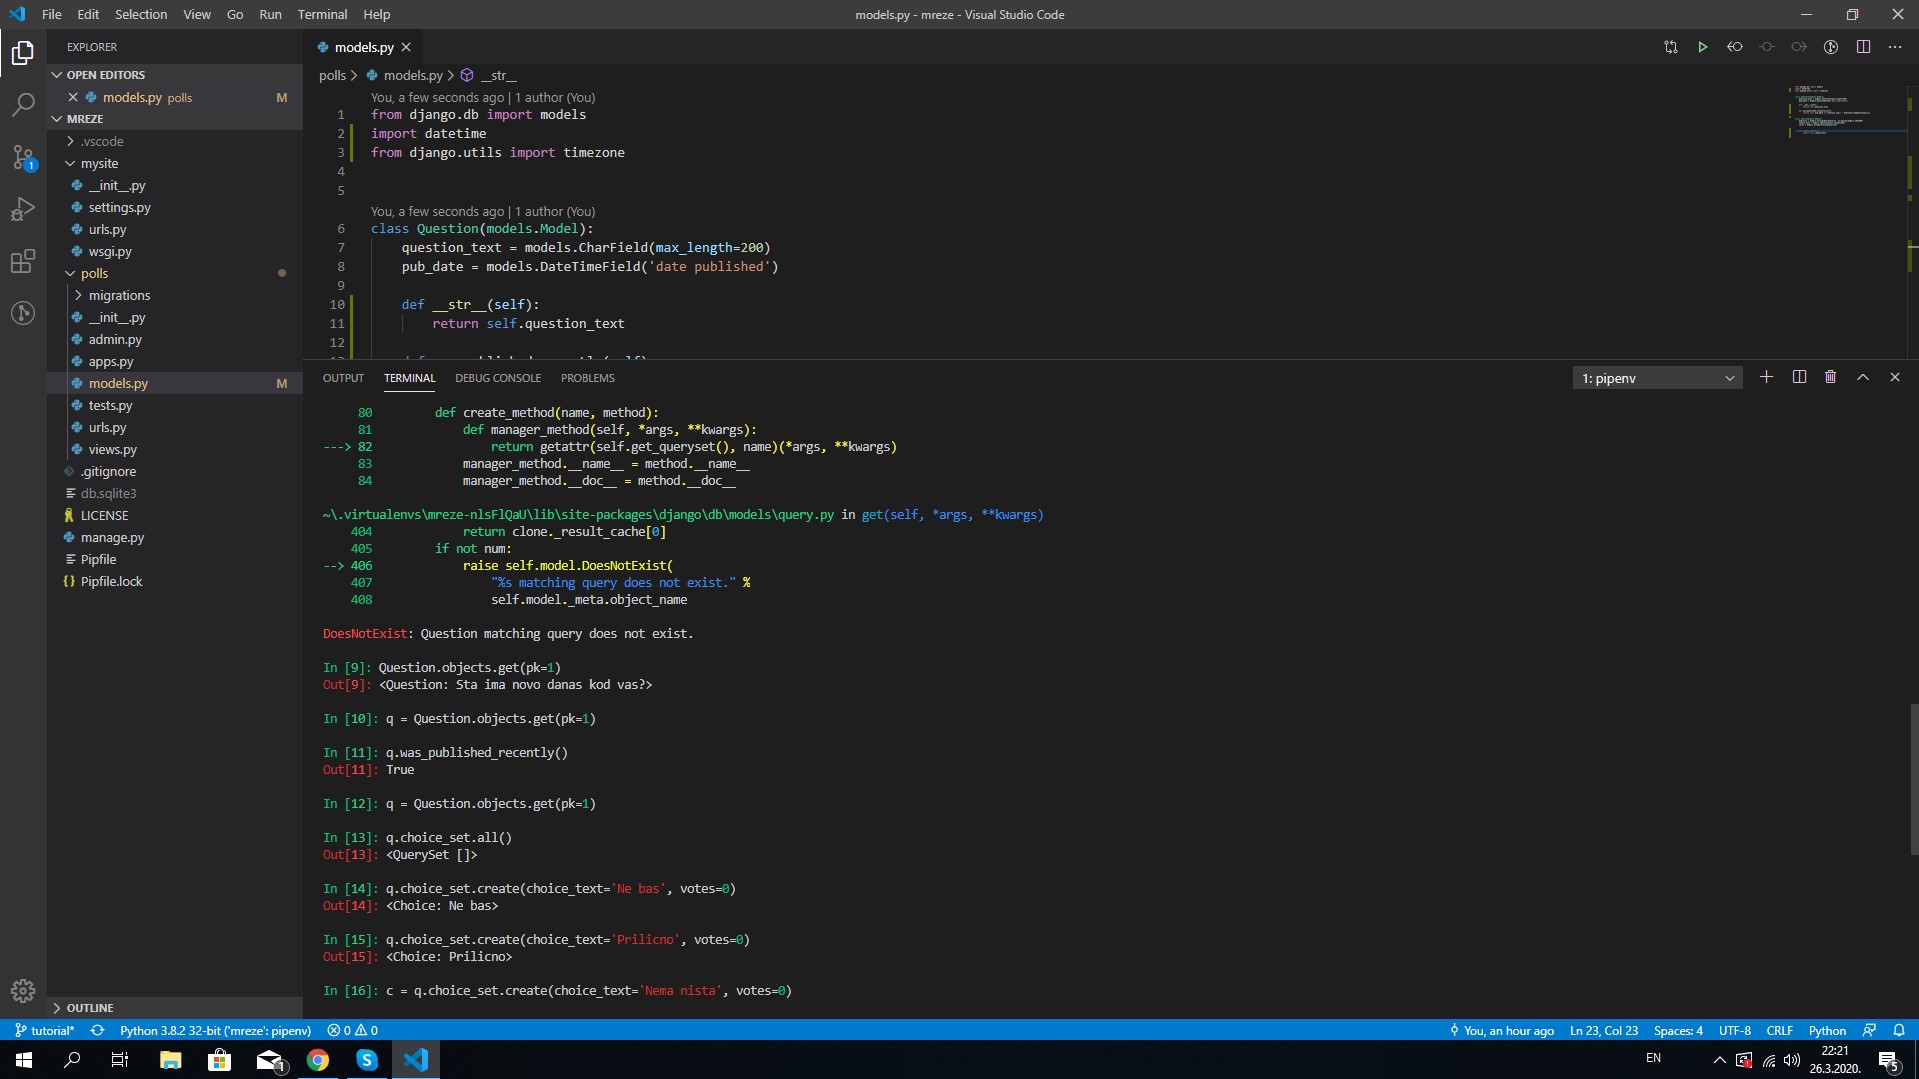 File Edit Selection View Go Run Terminal Help
models.py - mreze - Visual Studio Code
EXPLORER
OPEN EDITORS
models.py polls M
MREZE
.vscode
mysite
__init__.py
settings.py
urls.py
wsgi.py
polls
migrations
__init__.py
admin.py
apps.py
models.py M
tests.py
urls.py
views.py
.gitignore
db.sqlite3
LICENSE
manage.py
Pipfile
Pipfile.lock
OUTLINE
1
models.py
polls > models.py > __str__
You, a few seconds ago | 1 author (You)
1 from django.db import models
2 import datetime
3 from django.utils import timezone
4
5
You, a few seconds ago | 1 author (You)
6 class Question(models.Model):
7 question_text = models.CharField(max_length=200)
8 pub_date = models.DateTimeField('date published')
9
10 def __str__(self):
11 return self.question_text
12
OUTPUT TERMINAL DEBUG CONSOLE PROBLEMS
1: pipenv
80 def create_method(name, method):
81 def manager_method(self, *args, **kwargs):
---> 82 return getattr(self.get_queryset(), name)(*args, **kwargs)
83 manager_method.__name__ = method.__name__
84 manager_method.__doc__ = method.__doc__
~\.virtualenvs\mreze-nlsFlQaU\lib\site-packages\django\db\models\query.py in get(self, *args, **kwargs)
404 return clone._result_cache[0]
405 if not num:
--> 406 raise self.model.DoesNotExist(
407 "%s matching query does not exist." %
408 self.model._meta.object_name
DoesNotExist: Question matching query does not exist.
In [9]: Question.objects.get(pk=1)
Out[9]: <Question: Sta ima novo danas kod vas?>
In [10]: q = Question.objects.get(pk=1)
In [11]: q.was_published_recently()
Out[11]: True
In [12]: q = Question.objects.get(pk=1)
In [13]: q.choice_set.all()
Out[13]: <QuerySet []>
In [14]: q.choice_set.create(choice_text='Ne bas', votes=0)
Out[14]: <Choice: Ne bas>
In [15]: q.choice_set.create(choice_text='Prilicno', votes=0)
Out[15]: <Choice: Prilicno>
In [16]: c = q.choice_set.create(choice_text='Nema nista', votes=0)
tutorial* Python 3.8.2 32-bit ('mreze': pipenv) 0 0 You, an hour ago Ln 23, Col 23 Spaces: 4 UTF-8 CRLF Python
EN
22:21
26.3.2020.
1
5